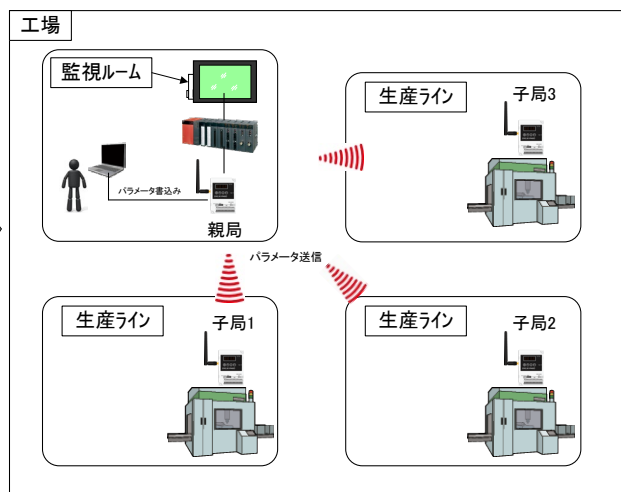 工場
監視ルーム
パラメータ書込み
親局
生産ライン
子局3
パラメータ送信
生産ライン
子局1
生産ライン
子局2